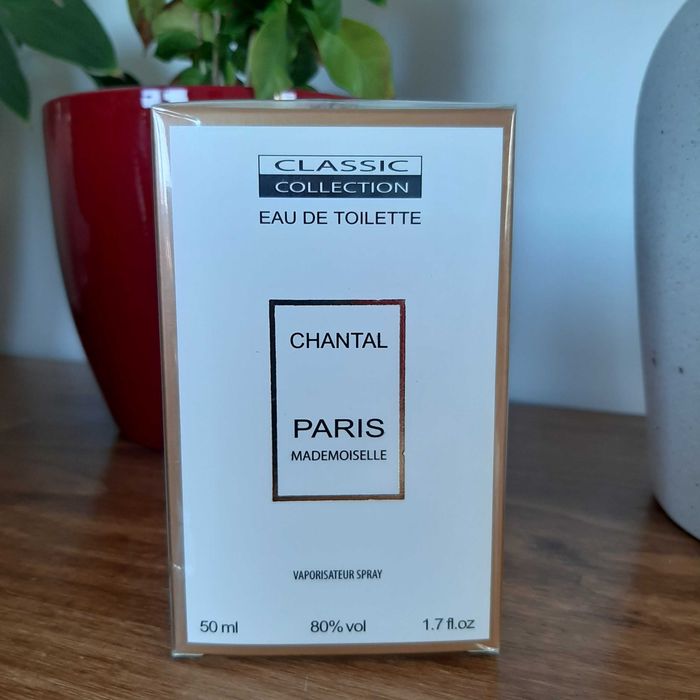 CLASSIC
COLLECTION
EAU DE TOILETTE
CHANTAL
PARIS
MADEMOISELLE
VAPORISATEUR SPRAY
50 ml 80% vol 1.7 fl.oz